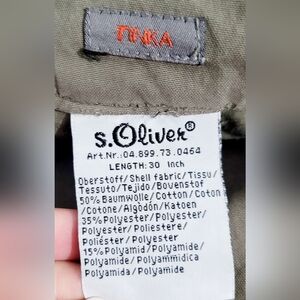 TINKA
s.Oliver®
Art.Nr.:04.899.73.0464
LENGTH: 30 Inch
Oberstoff/Shell fabric/Tissu/
Tessuto/Tejido/Bovenstof
50% Baumwolle/Cotton/Coton
/Cotone/Algodón/Katoen
35% Polyester/Polyester/
Polyester/Poliestere/
Poliéster/Polyester
15% Polyamid/Polyamide/
Polyamide/Polyammidica
Polyamida/Polyamide